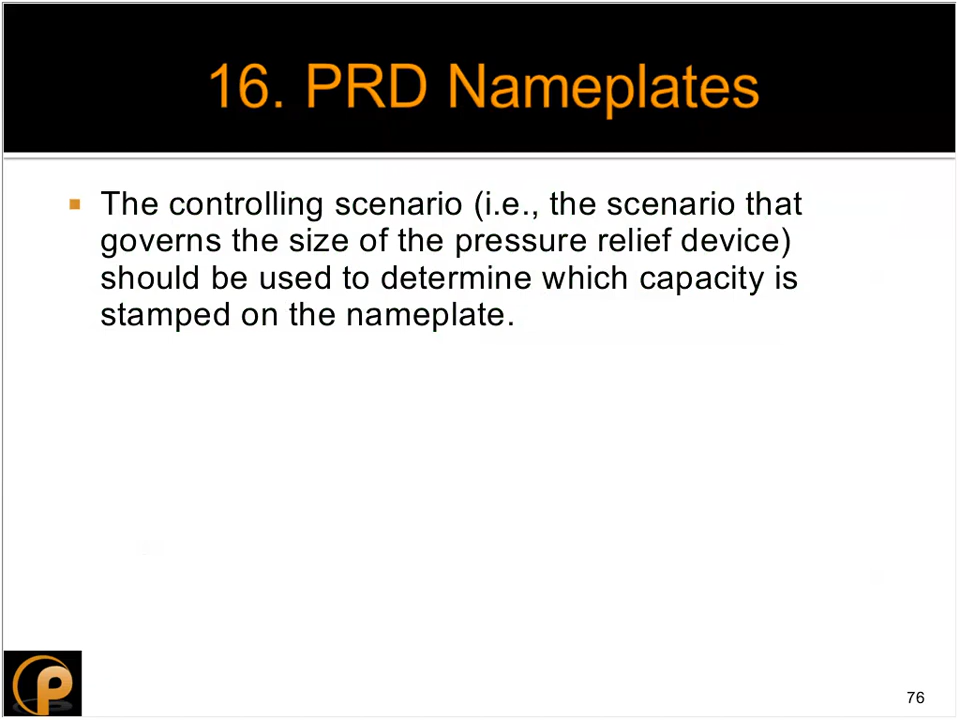 16. PRD Nameplates
The controlling scenario (i.e., the scenario that
governs the size of the pressure relief device)
should be used to determine which capacity is
stamped on the nameplate.
P
76